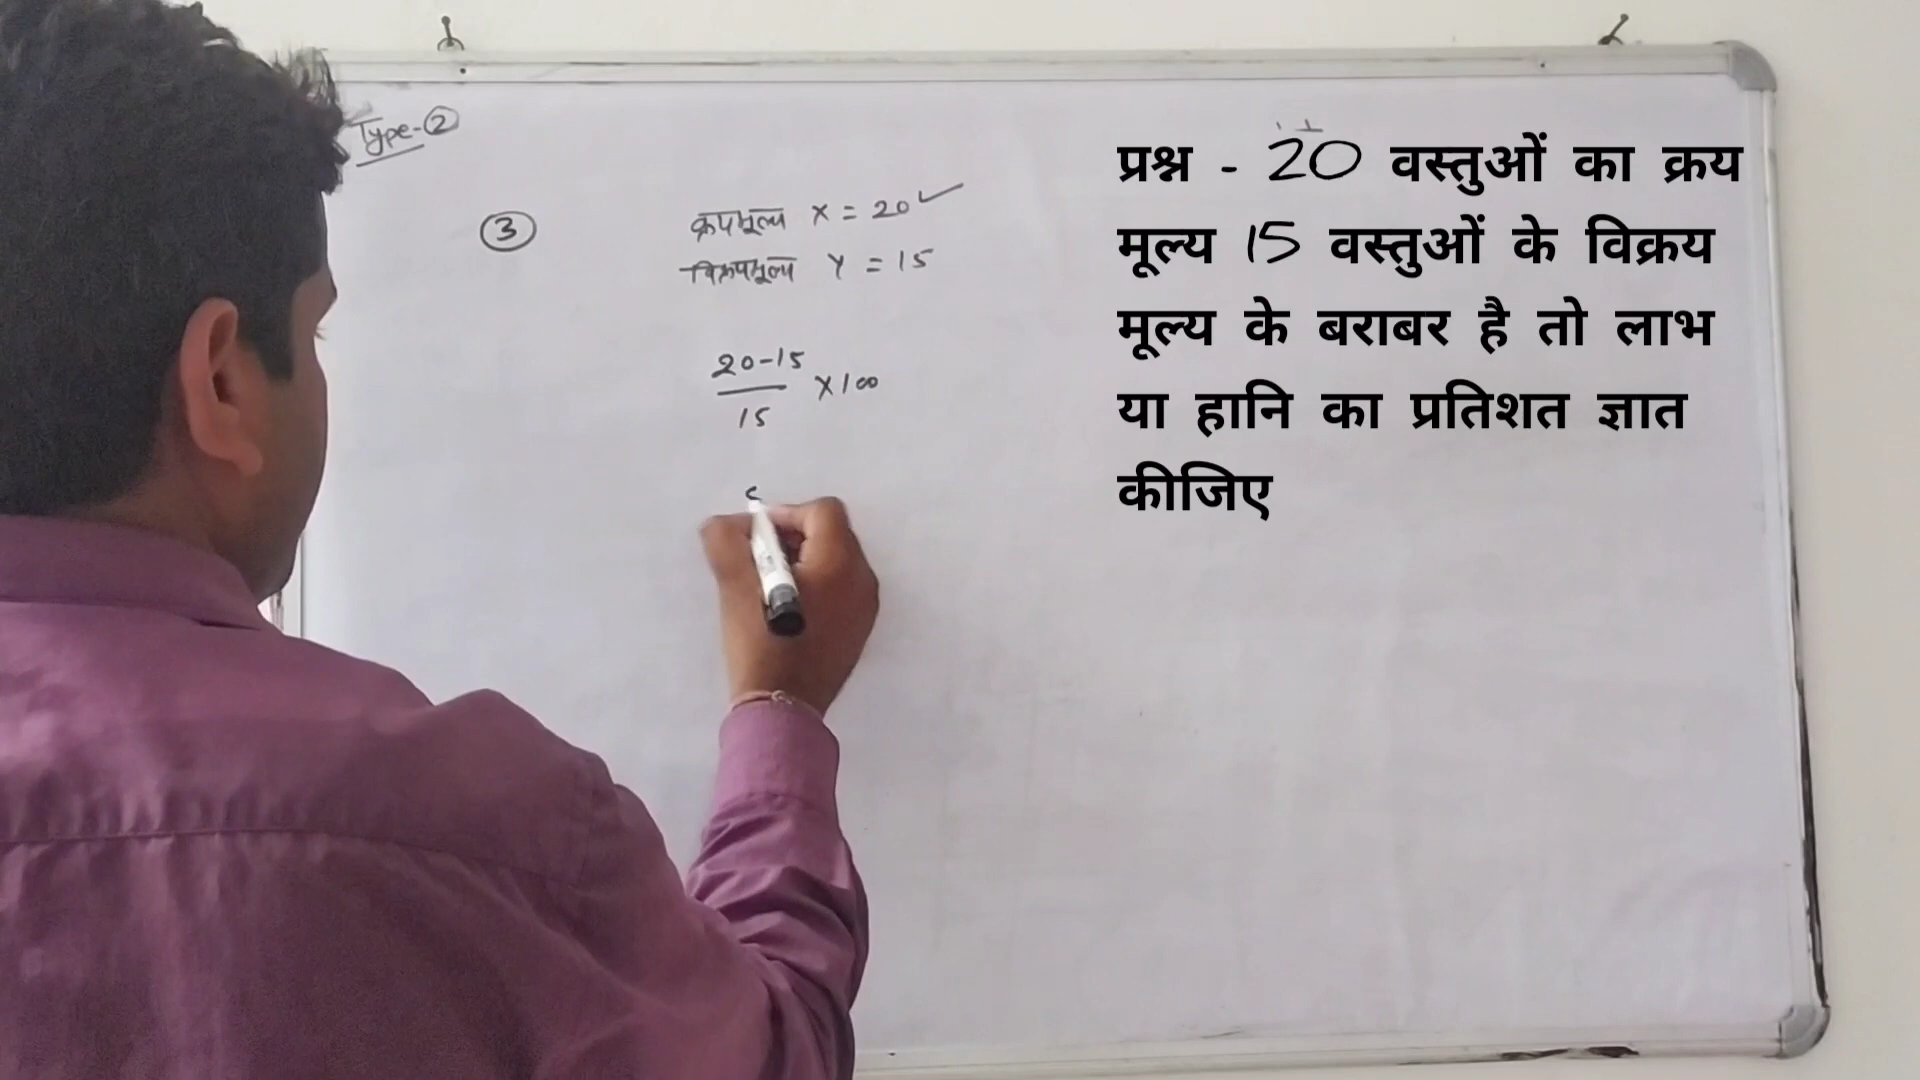 Type-②
③
क्रयमूल्य X = 20 ✓
विक्रयमूल्य Y = 15
20-15
15
×100
प्रश्न - 20 वस्तुओं का क्रय
मूल्य 15 वस्तुओं के विक्रय
मूल्य के बराबर है तो लाभ
या हानि का प्रतिशत ज्ञात
कीजिए